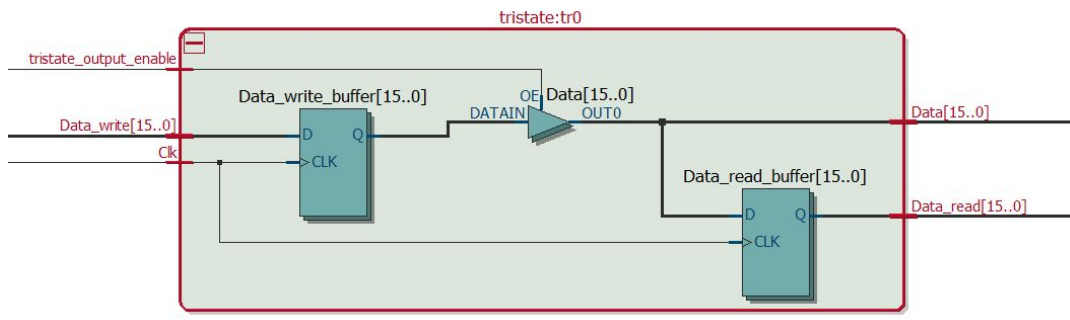 tristate:tr0
tristate_output_enable
Data_write_buffer[15..0]
OE
Data[15..0]
DATAIN
OUT0
Data[15..0]
Data_write[15..0]
D
Q
Clk
CLK
Data_read_buffer[15..0]
D
Q
Data_read[15..0]
CLK